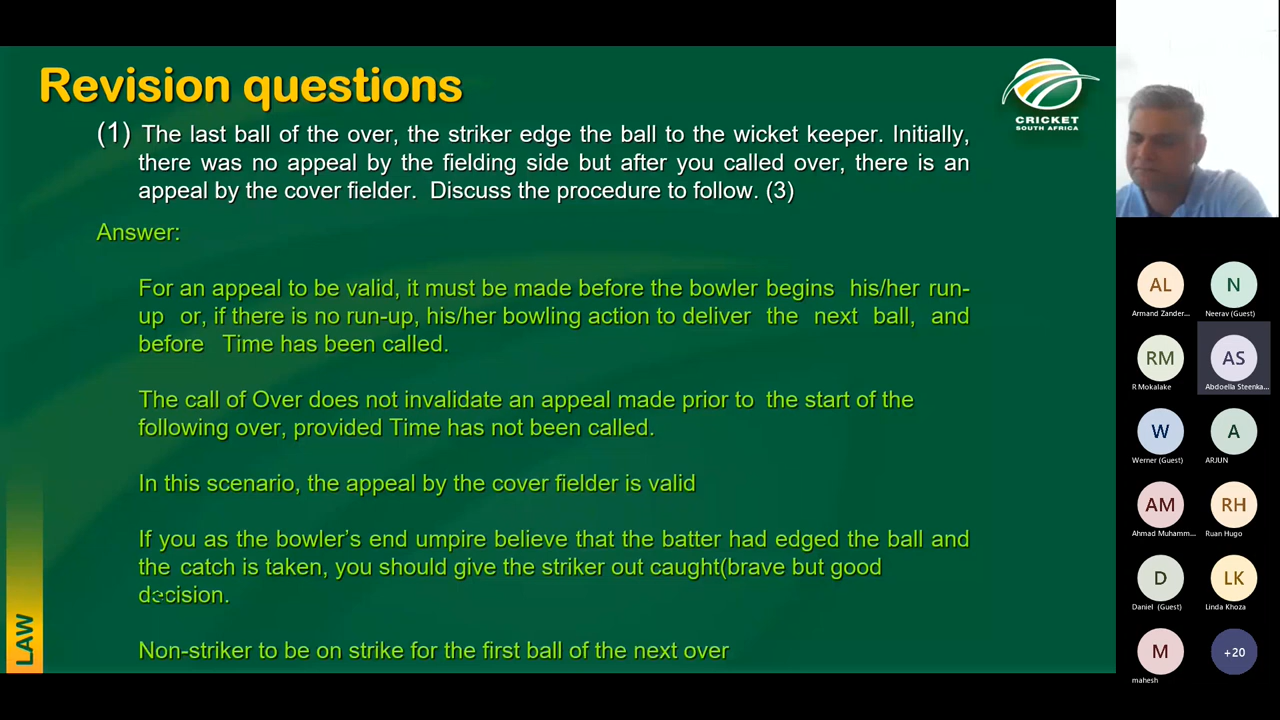 Revision questions
CRICKET
SOUTH AFRICA
(1) The last ball of the over, the striker edge the ball to the wicket keeper. Initially,
there was no appeal by the fielding side but after you called over, there is an
appeal by the cover fielder. Discuss the procedure to follow. (3)
Answer:
For an appeal to be valid, it must be made before the bowler begins his/her run-
up or, if there is no run-up, his/her bowling action to deliver the next ball, and
before Time has been called.
The call of Over does not invalidate an appeal made prior to the start of the
following over, provided Time has not been called.
In this scenario, the appeal by the cover fielder is valid
If you as the bowler's end umpire believe that the batter had edged the ball and
the catch is taken, you should give the striker out caught(brave but good
decision.
Non-striker to be on strike for the first ball of the next over
LAW
AL
N
Armand Zander...
Neerav (Guest)
RM
AS
R Mokalake
Abdoella Steenka...
W
A
Werner (Guest)
ARJUN
AM
RH
Ahmad Muhamm...
Ruan Hugo
D
LK
Daniel (Guest)
Linda Khoza
M
+20
mahesh